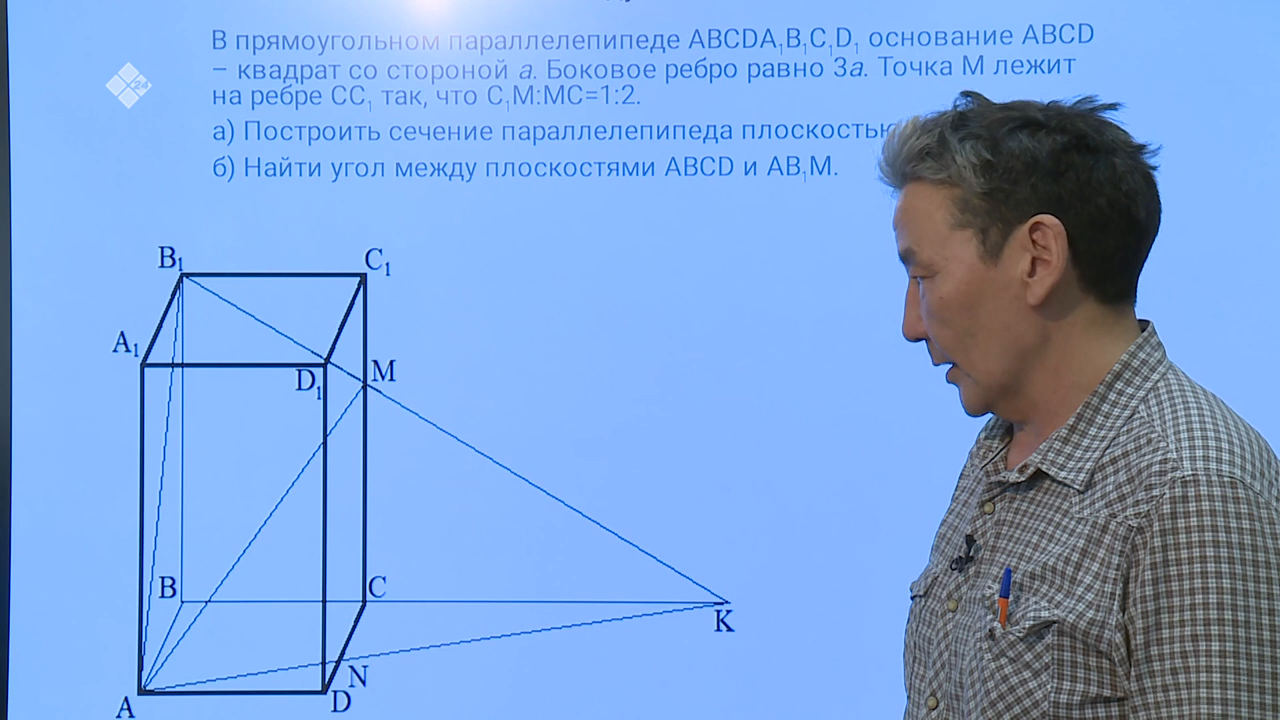 В прямоугольном параллелепипеде ABCDA₁B₁C₁D₁ основание ABCD
– квадрат со стороной a. Боковое ребро равно 3a. Точка M лежит
на ребре CC₁ так, что C₁M:MC=1:2.
а) Построить сечение параллелепипеда
б) Найти угол между плоскостями ABCD и AB₁M.
24
B₁
C₁
A₁
D₁
M
B
C
K
N
A
D